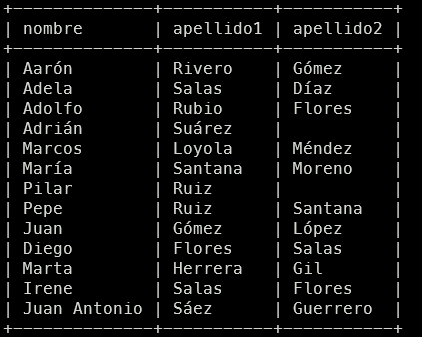 +--------------+-----------+-----------+
| nombre       | apellido1 | apellido2 |
+--------------+-----------+-----------+
| Aarón        | Rivero    | Gómez     |
| Adela        | Salas     | Díaz      |
| Adolfo       | Rubio     | Flores    |
| Adrián       | Suárez    |           |
| Marcos       | Loyola    | Méndez    |
| María        | Santana   | Moreno    |
| Pilar        | Ruiz      |           |
| Pepe         | Ruiz      | Santana   |
| Juan         | Gómez     | López     |
| Diego        | Flores    | Salas     |
| Marta        | Herrera   | Gil       |
| Irene        | Salas     | Flores    |
| Juan Antonio | Sáez      | Guerrero  |
+--------------+-----------+-----------+